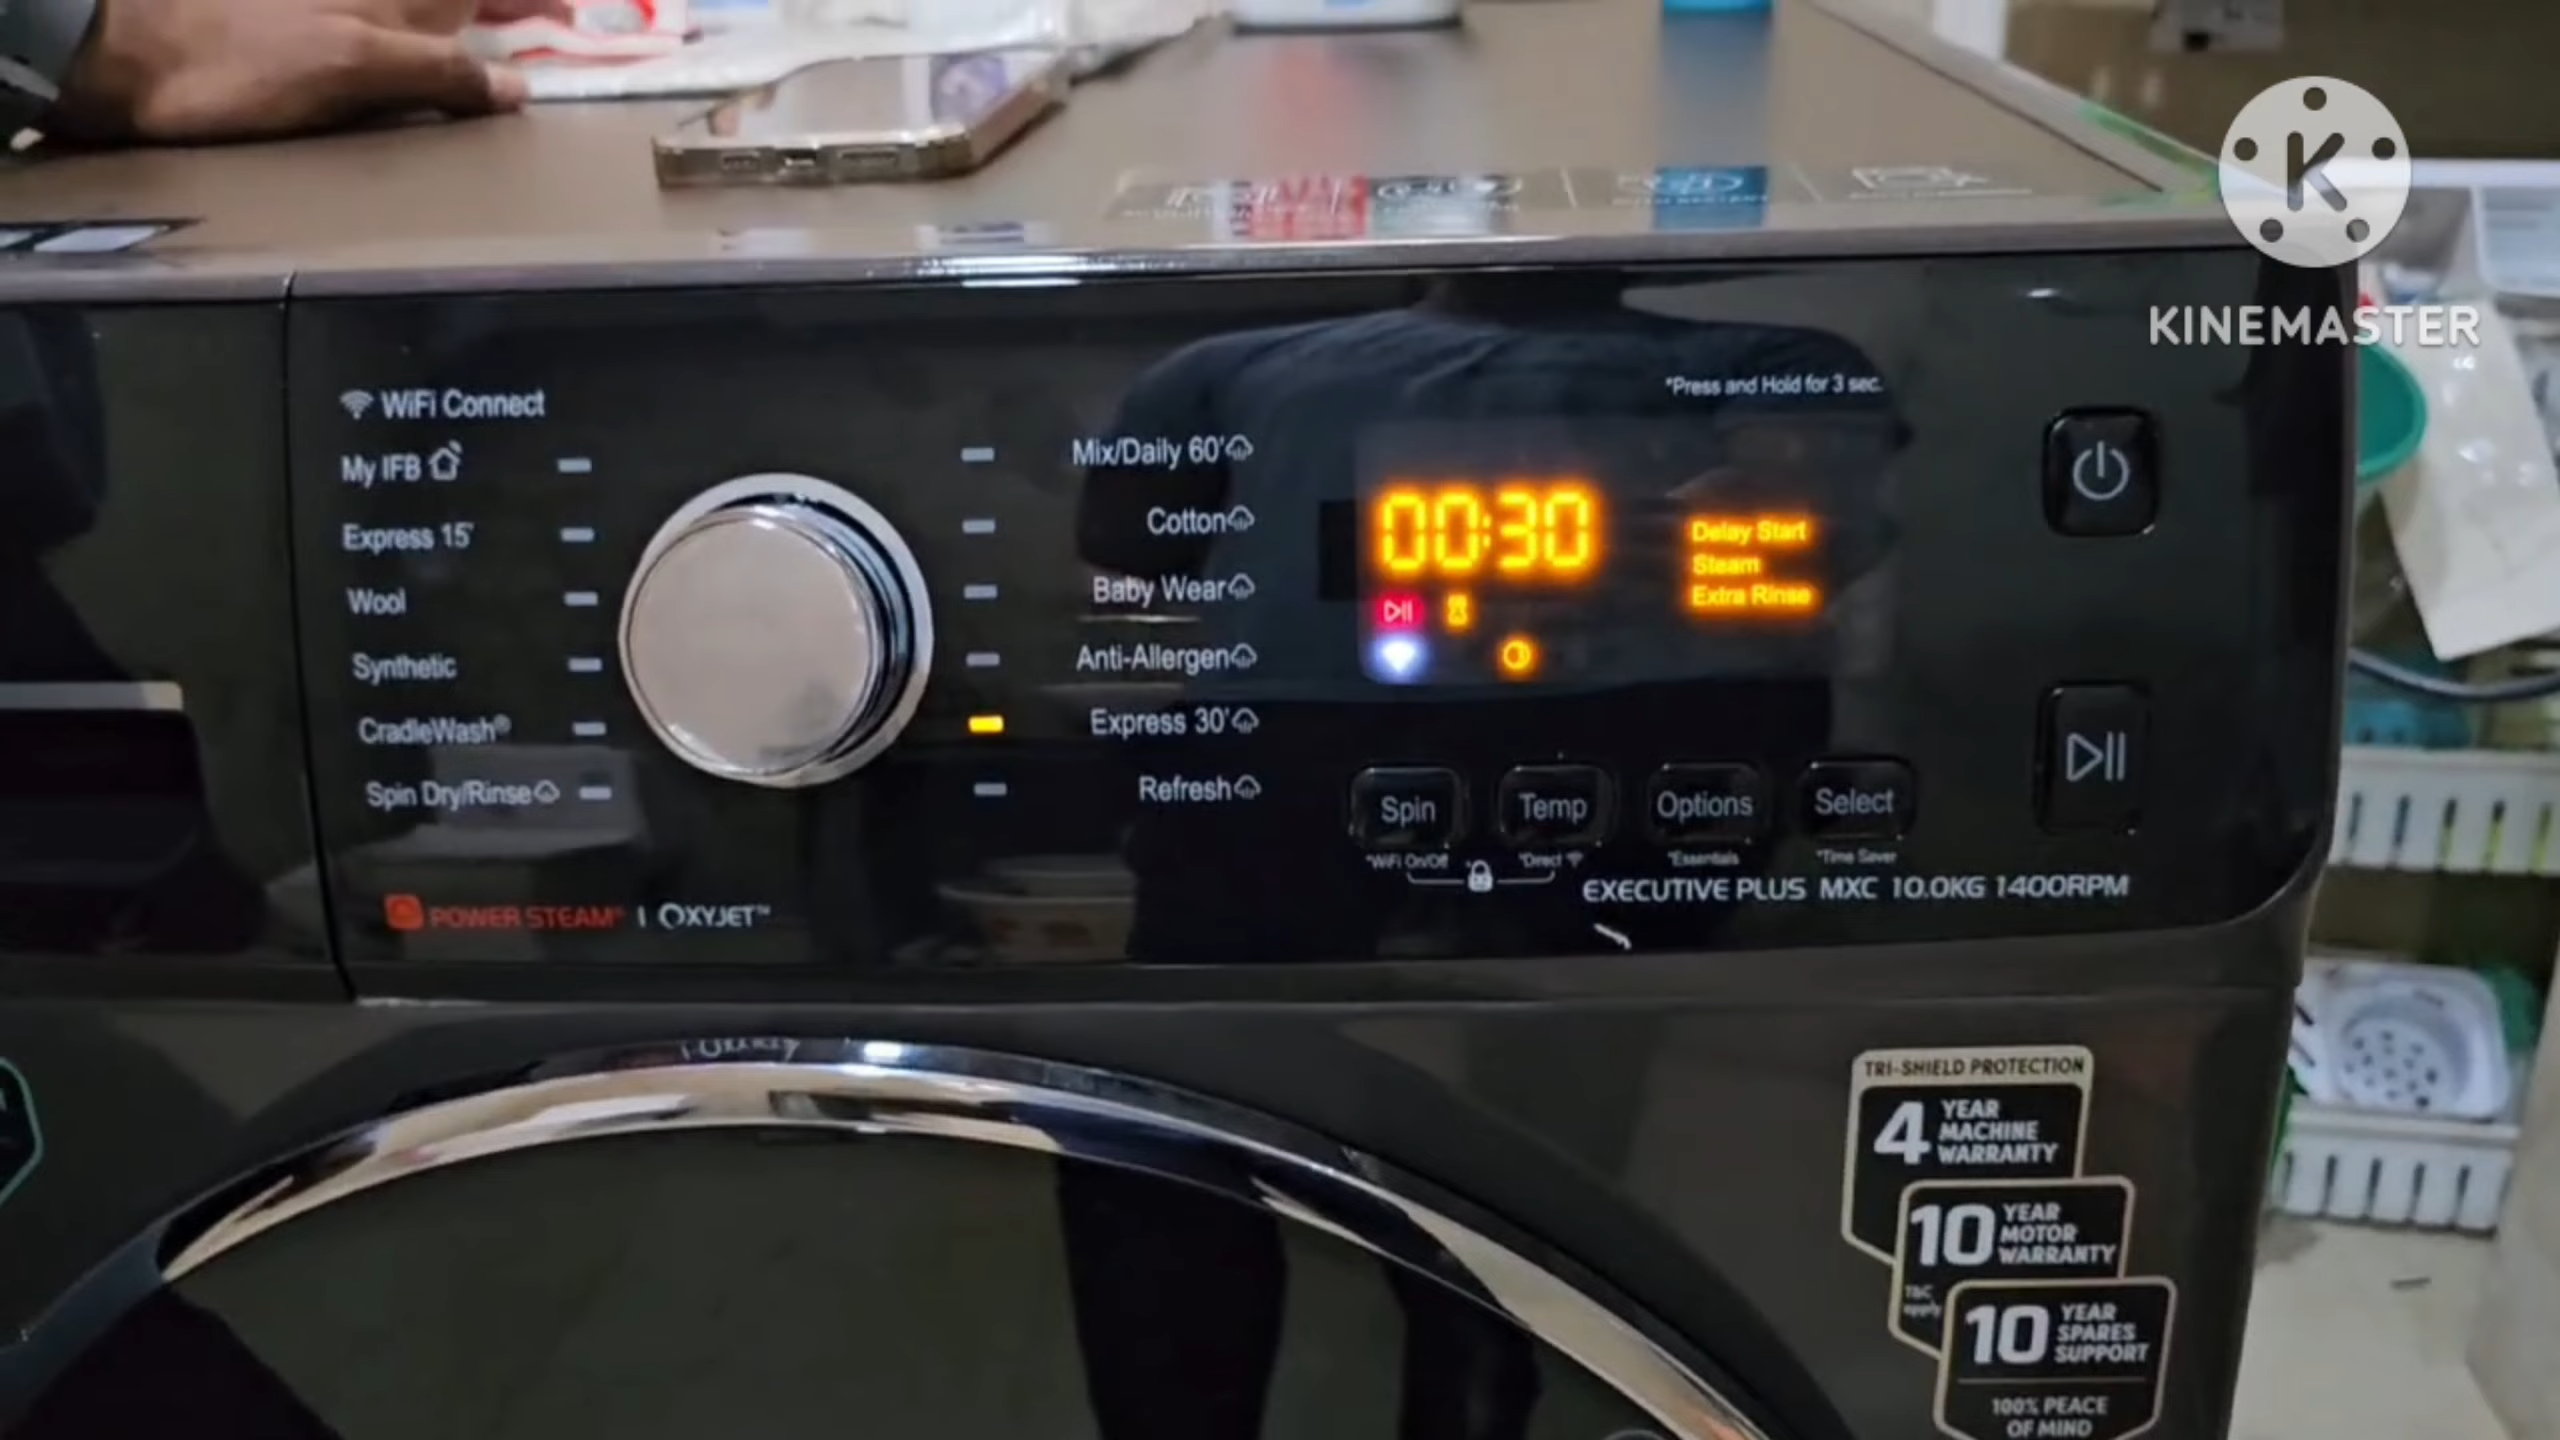 KINEMASTER
WiFi Connect
My IFB
Express 15'
Wool
Synthetic
CradleWash®
Spin Dry/Rinse
Mix/Daily 60'
Cotton
Baby Wear
Anti-Allergen
Express 30'
Refresh
*Press and Hold for 3 sec.
00:30
Delay Start
Steam
Extra Rinse
Spin
Temp
Options
Select
*WiFi On/Off
*Direct
*Essentials
*Time Saver
EXECUTIVE PLUS MXC 10.0KG 1400RPM
POWER STEAM® | OXYJET™
TRI-SHIELD PROTECTION
4 YEAR
MACHINE
WARRANTY
10 YEAR
MOTOR
WARRANTY
T&C
apply
10 YEAR
SPARES
SUPPORT
100% PEACE
OF MIND